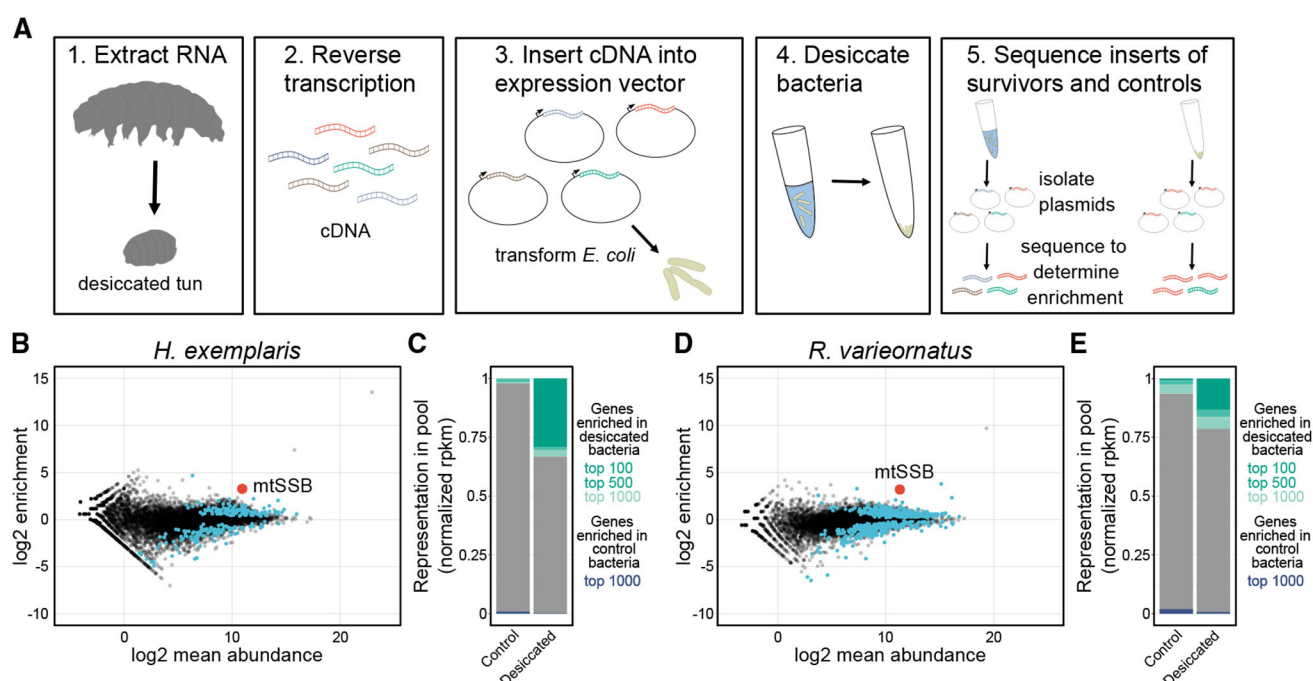 A
1. Extract RNA
desiccated tun
2. Reverse
transcription
cDNA
3. Insert cDNA into
expression vector
transform E. coli
4. Desiccate
bacteria
5. Sequence inserts of
survivors and controls
isolate
plasmids
sequence to
determine
enrichment
B
H. exemplaris
log2 enrichment
15
10
5
0
-5
-10
mtSSB
0
10
20
log2 mean abundance
C
Representation in pool
(normalized rpkm)
1
0.75
0.5
0.25
0
Control
Desiccated
Genes
enriched in
desiccated
bacteria
top 100
top 500
top 1000
Genes
enriched in
control
bacteria
top 1000
D
R. varieornatus
log2 enrichment
15
10
5
0
-5
-10
mtSSB
0
10
20
log2 mean abundance
E
Representation in pool
(normalized rpkm)
1
0.75
0.5
0.25
0
Control
Desiccated
Genes
enriched in
desiccated
bacteria
top 100
top 500
top 1000
Genes
enriched in
control
bacteria
top 1000